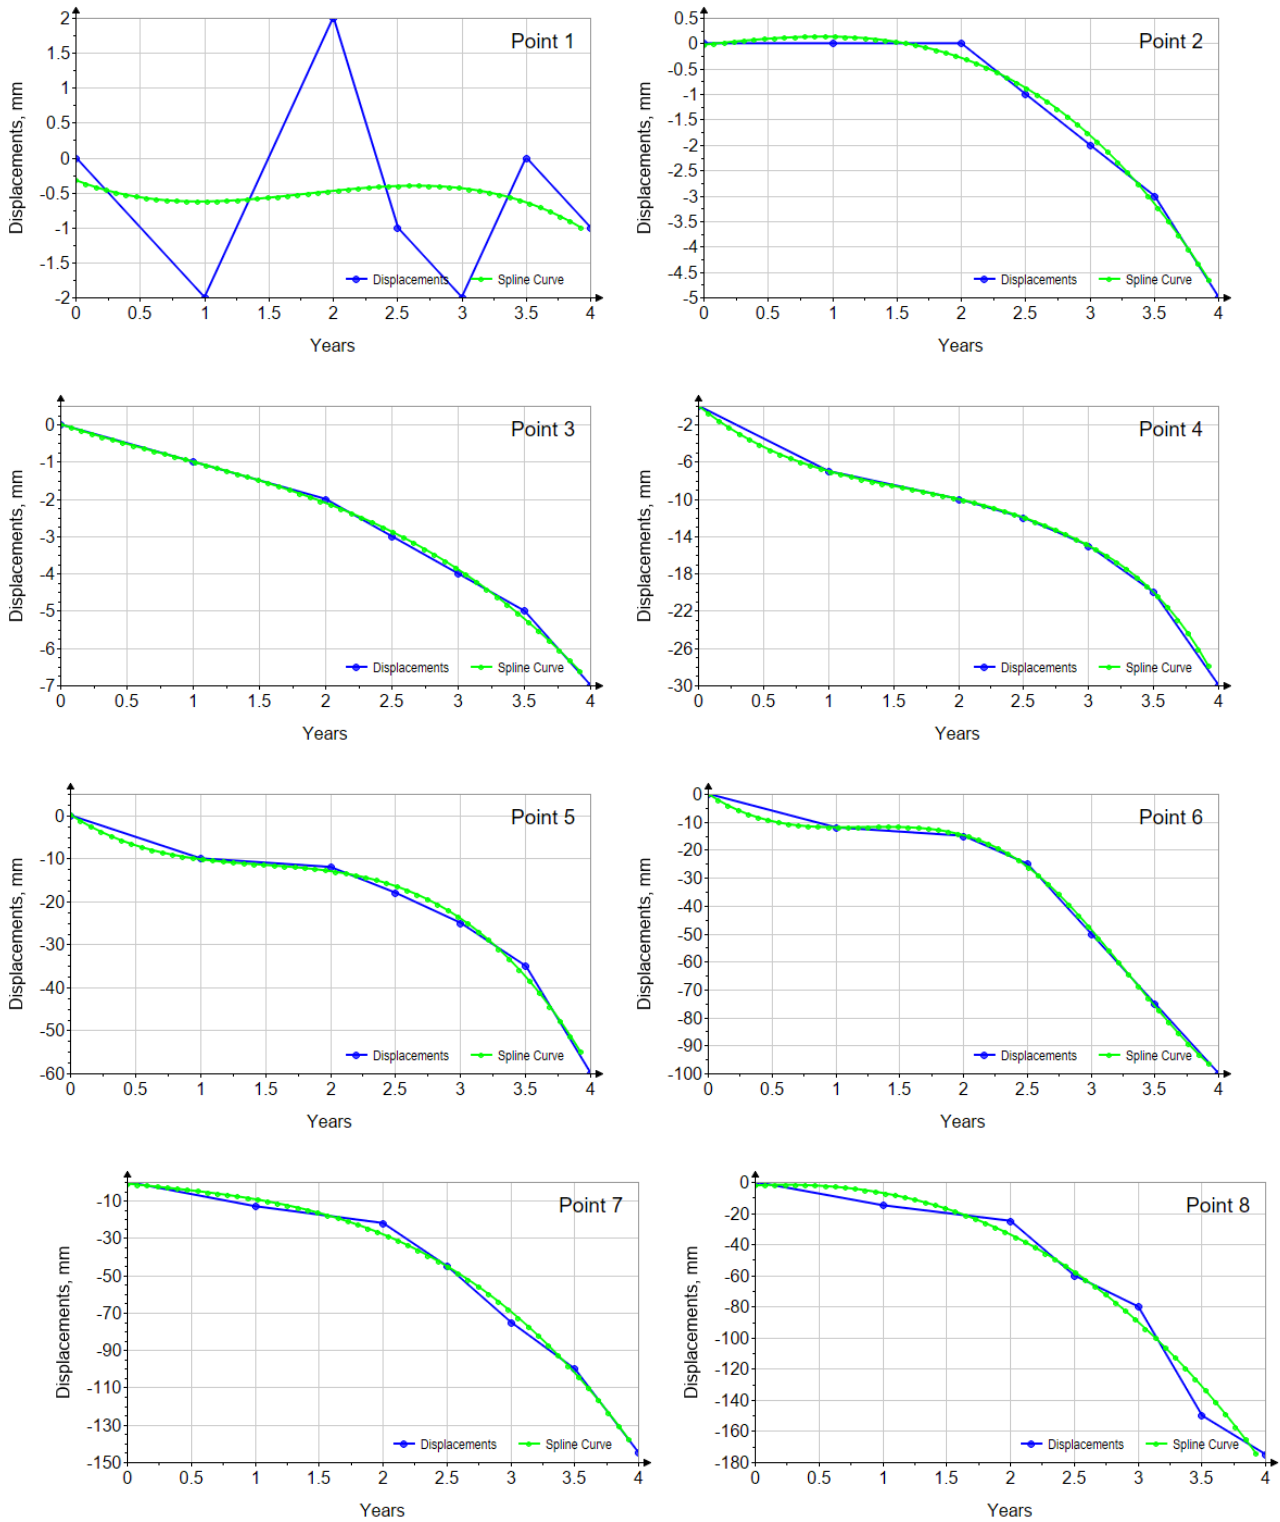 Point 1
Displacements, mm
2
1.5
1
0.5
0
-0.5
-1
-1.5
-2
Displacements
Spline Curve
0 0.5 1 1.5 2 2.5 3 3.5 4
Years
Point 2
Displacements, mm
0.5
0
-0.5
-1
-1.5
-2
-2.5
-3
-3.5
-4
-4.5
-5
Displacements
Spline Curve
0 0.5 1 1.5 2 2.5 3 3.5 4
Years
Point 3
Displacements, mm
0
-1
-2
-3
-4
-5
-6
-7
Displacements
Spline Curve
0 0.5 1 1.5 2 2.5 3 3.5 4
Years
Point 4
Displacements, mm
-2
-6
-10
-14
-18
-22
-26
-30
Displacements
Spline Curve
0 0.5 1 1.5 2 2.5 3 3.5 4
Years
Point 5
Displacements, mm
0
-10
-20
-30
-40
-50
-60
Displacements
Spline Curve
0 0.5 1 1.5 2 2.5 3 3.5 4
Years
Point 6
Displacements, mm
0
-10
-20
-30
-40
-50
-60
-70
-80
-90
-100
Displacements
Spline Curve
0 0.5 1 1.5 2 2.5 3 3.5 4
Years
Point 7
Displacements, mm
-10
-30
-50
-70
-90
-110
-130
-150
Displacements
Spline Curve
0 0.5 1 1.5 2 2.5 3 3.5 4
Years
Point 8
Displacements, mm
0
-20
-40
-60
-80
-100
-120
-140
-160
-180
Displacements
Spline Curve
0 0.5 1 1.5 2 2.5 3 3.5 4
Years